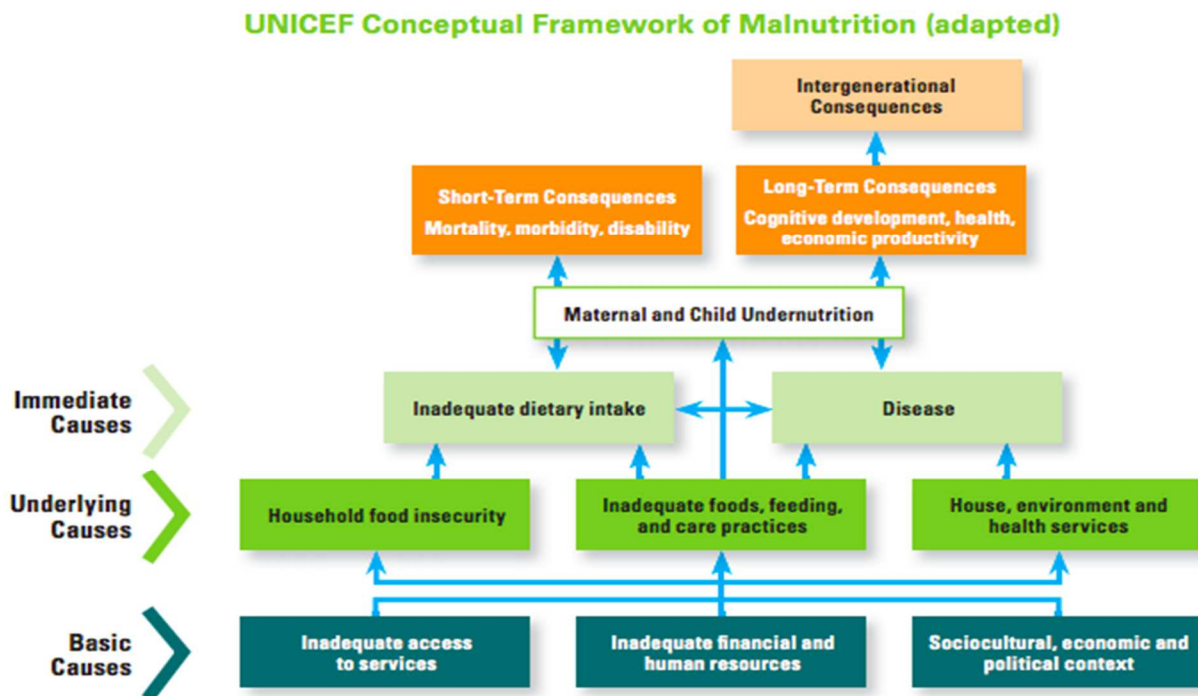 UNICEF Conceptual Framework of Malnutrition (adapted)
Intergenerational
Consequences
Short-Term Consequences
Mortality, morbidity, disability
Long-Term Consequences
Cognitive development, health,
economic productivity
Maternal and Child Undernutrition
Immediate
Causes
Inadequate dietary intake
Disease
Underlying
Causes
Household food insecurity
Inadequate foods, feeding,
and care practices
House, environment and
health services
Basic
Causes
Inadequate access
to services
Inadequate financial and
human resources
Sociocultural, economic and
political context